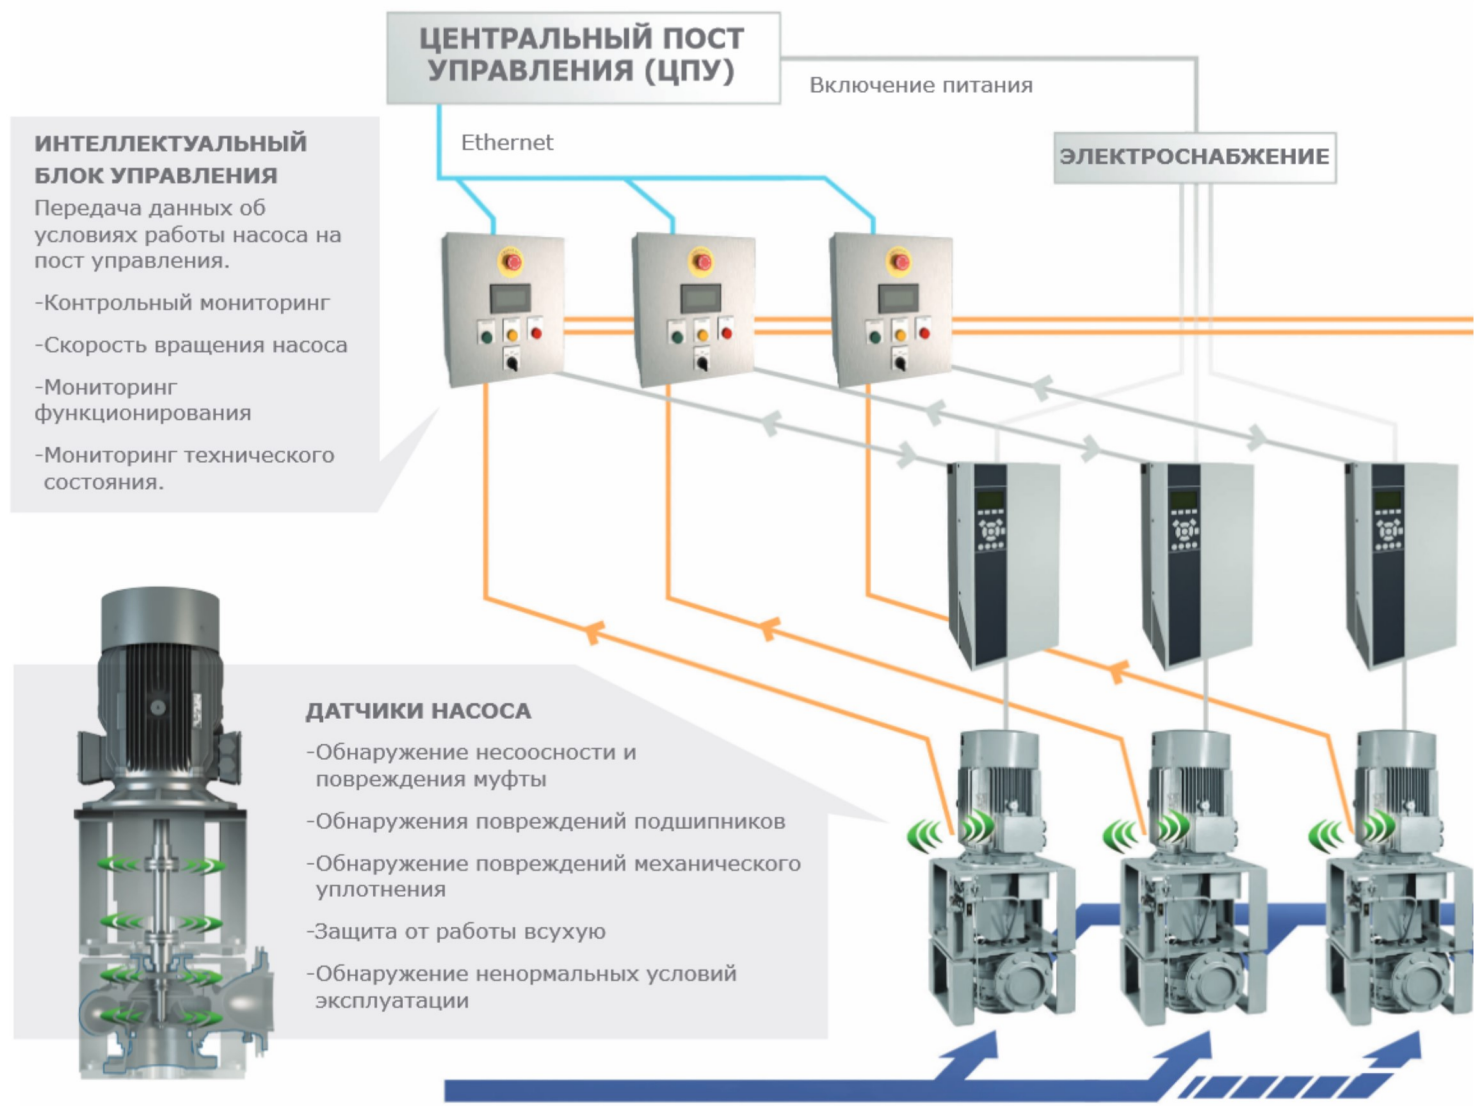 ЦЕНТРАЛЬНЫЙ ПОСТ
УПРАВЛЕНИЯ (ЦПУ)
Включение питания
Ethernet
ЭЛЕКТРОСНАБЖЕНИЕ
ИНТЕЛЛЕКТУАЛЬНЫЙ
БЛОК УПРАВЛЕНИЯ
Передача данных об
условиях работы насоса на
пост управления.
-Контрольный мониторинг
-Скорость вращения насоса
-Мониторинг
функционирования
-Мониторинг технического
состояния.
ДАТЧИКИ НАСОСА
-Обнаружение несоосности и
повреждения муфты
-Обнаружения повреждений подшипников
-Обнаружение повреждений механического
уплотнения
-Защита от работы всухую
-Обнаружение ненормальных условий
эксплуатации